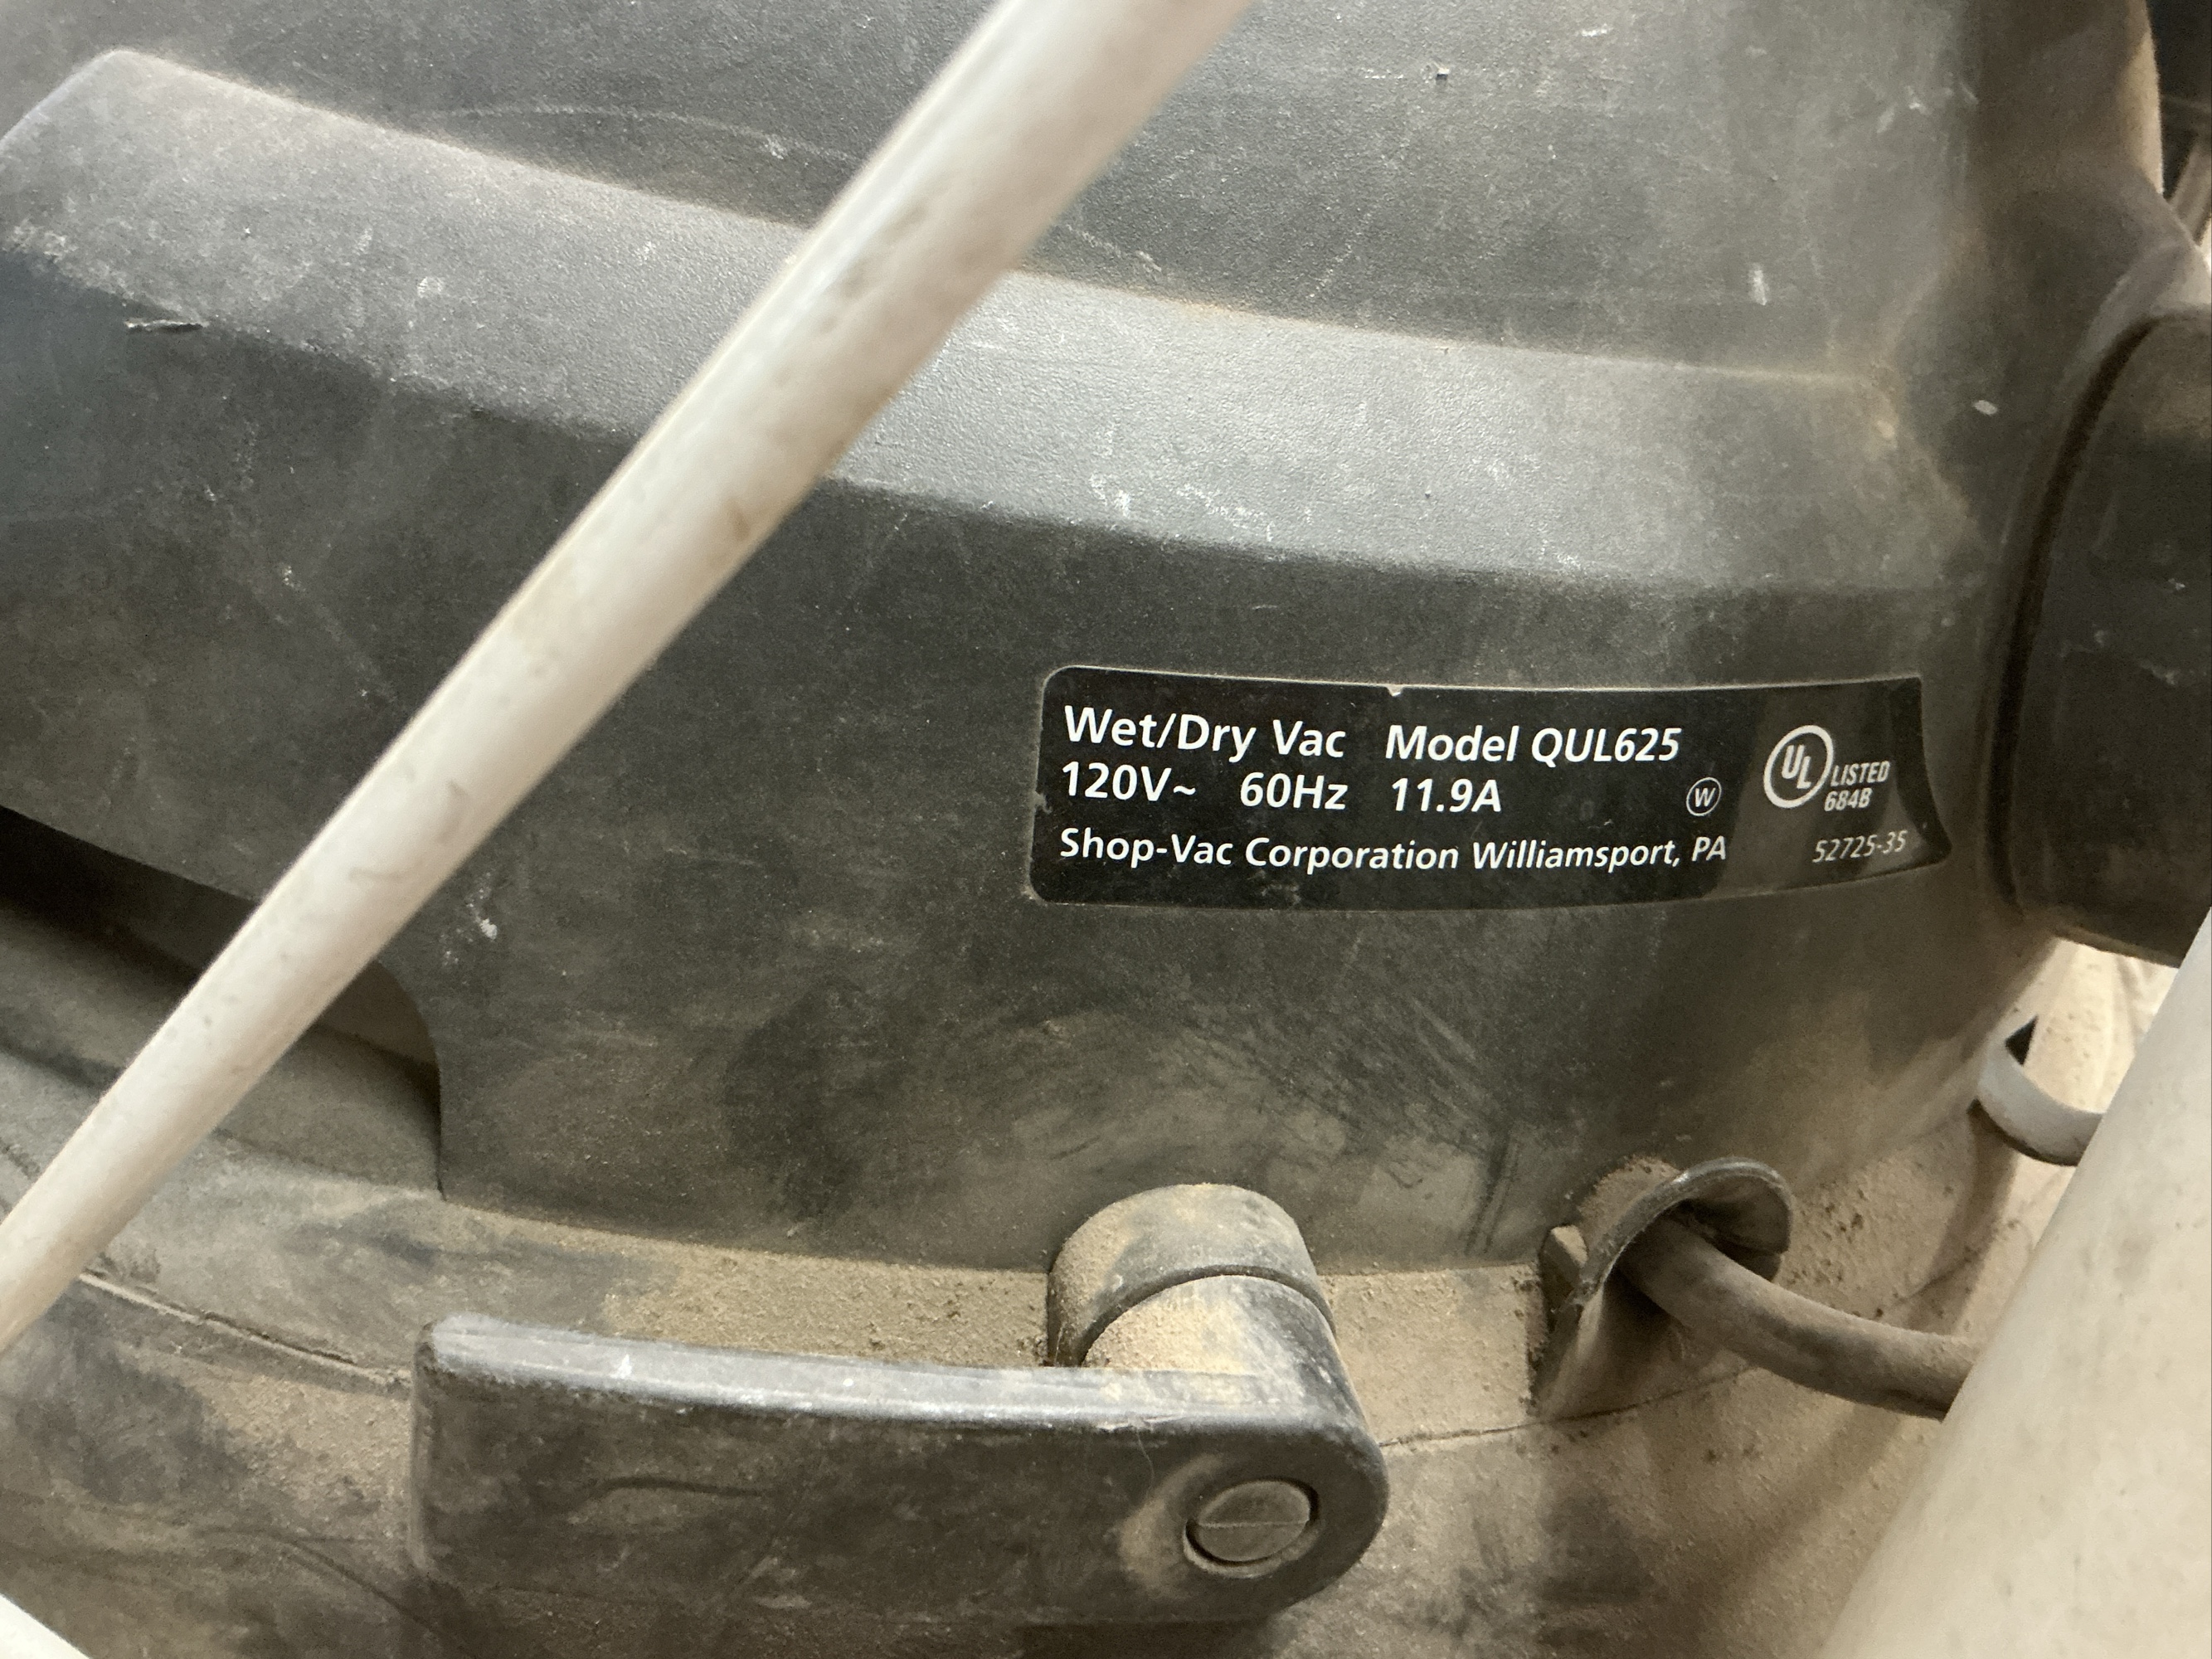 Wet/Dry Vac Model QUL625
120V~ 60Hz 11.9A
W
Shop-Vac Corporation Williamsport, PA
UL LISTED
684B
52725-35